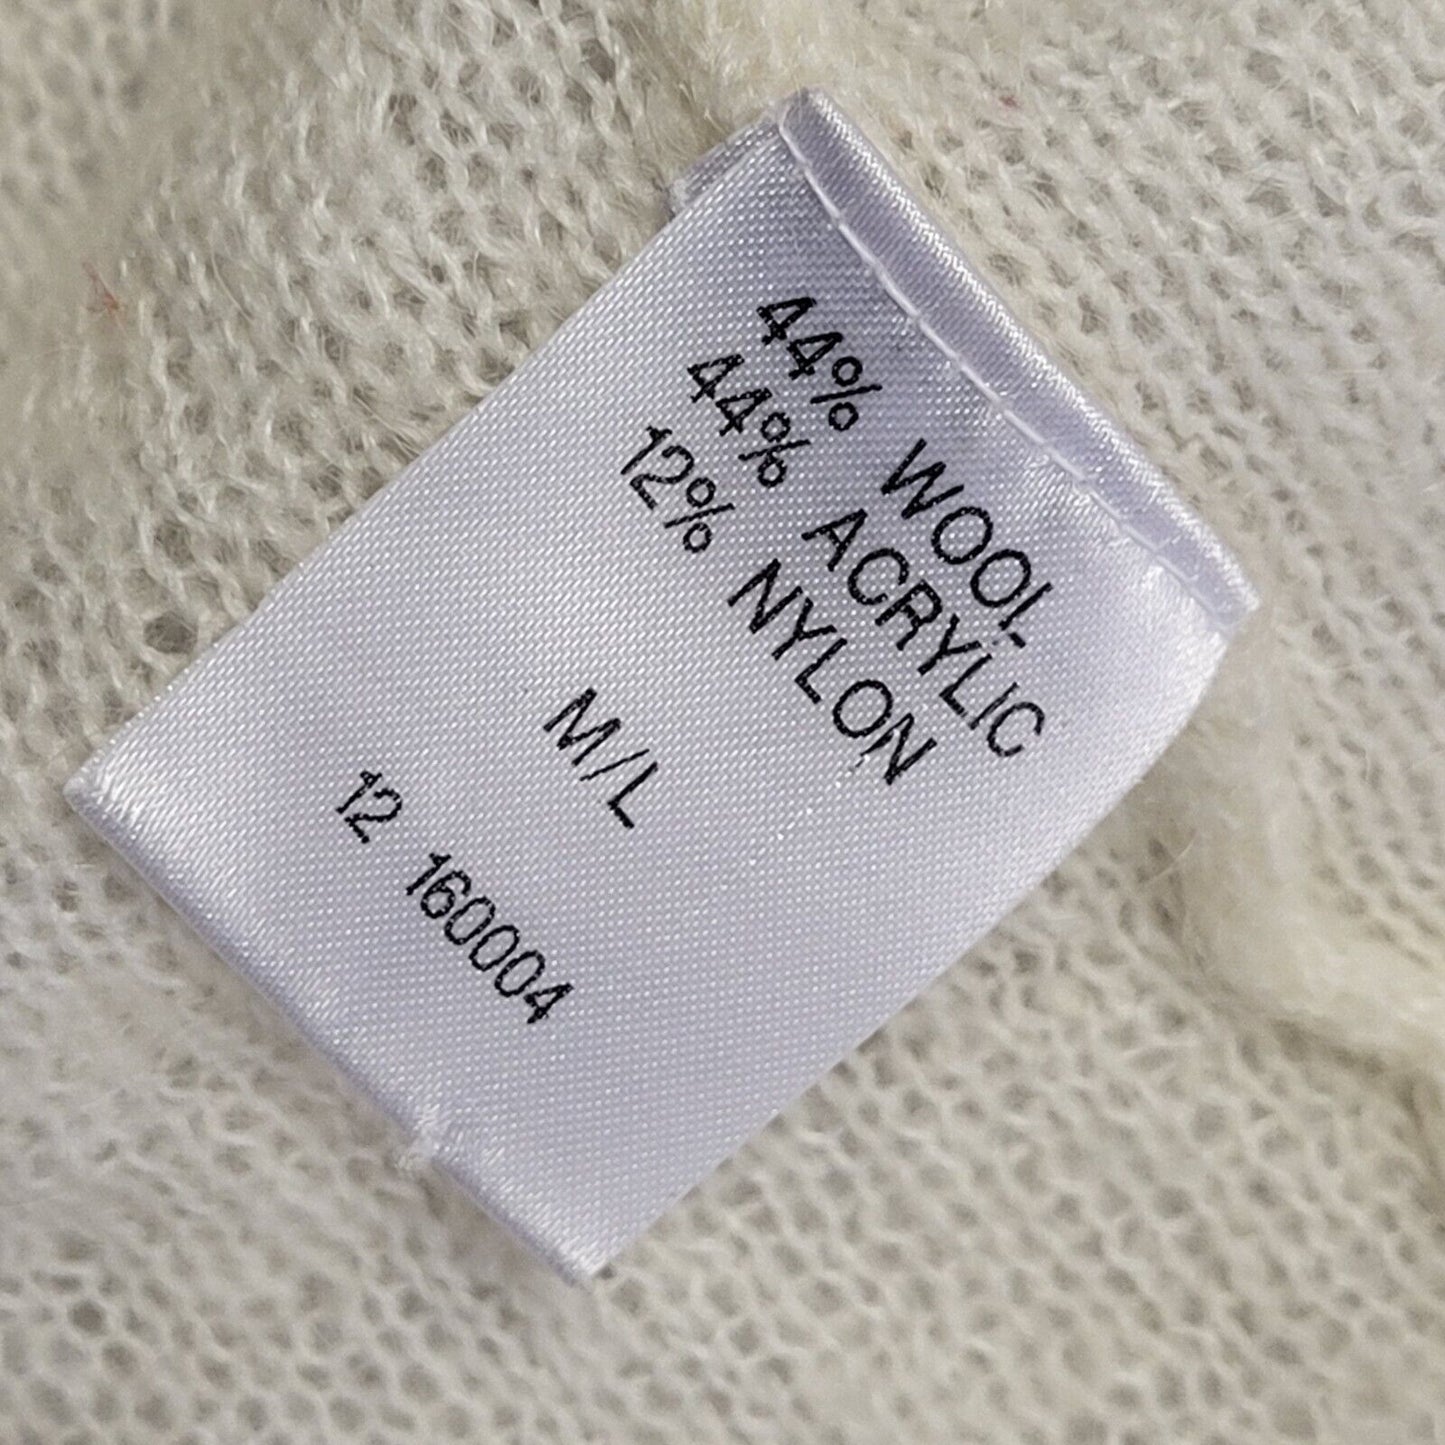 44% WOOL
44% ACRYLIC
12% NYLON
M/L
12 160004